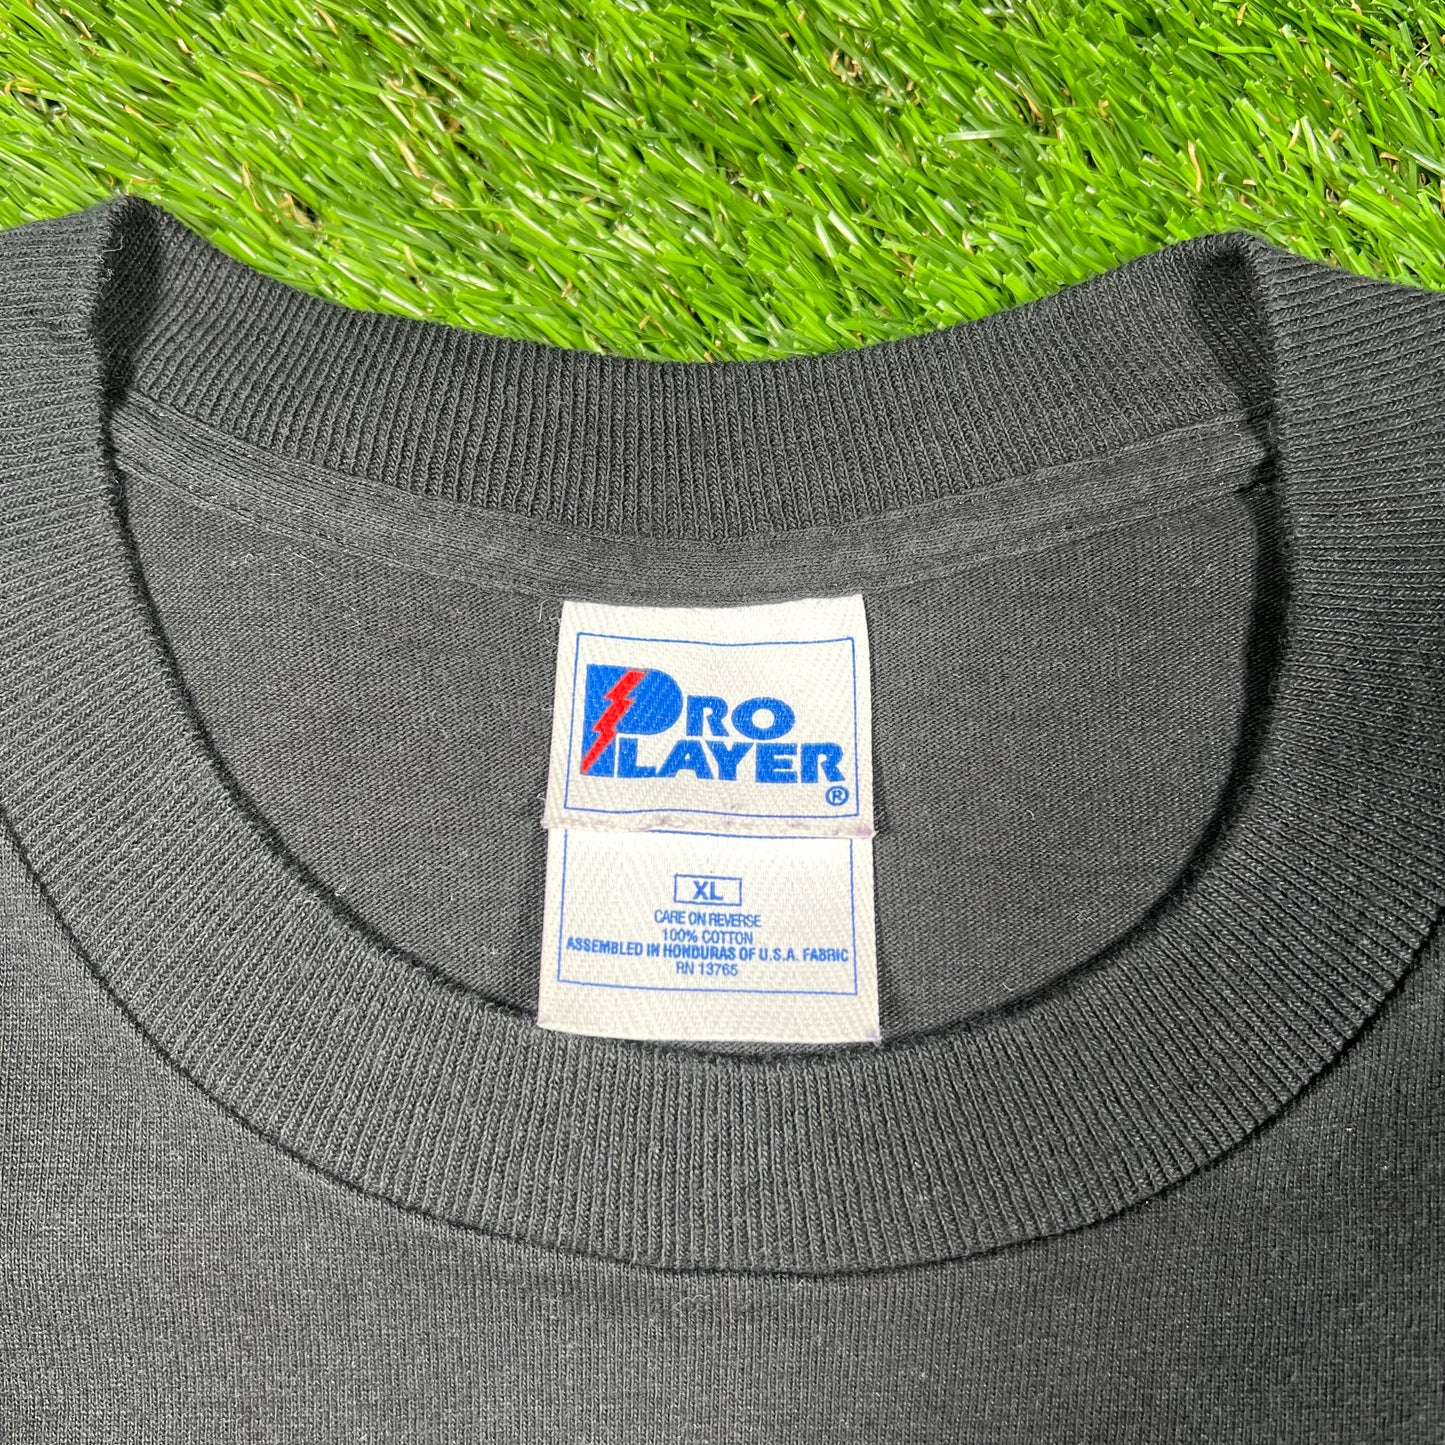 PRO
PLAYER
®
XL
CARE ON REVERSE
100% COTTON
ASSEMBLED IN HONDURAS OF U.S.A. FABRIC
RN 13765